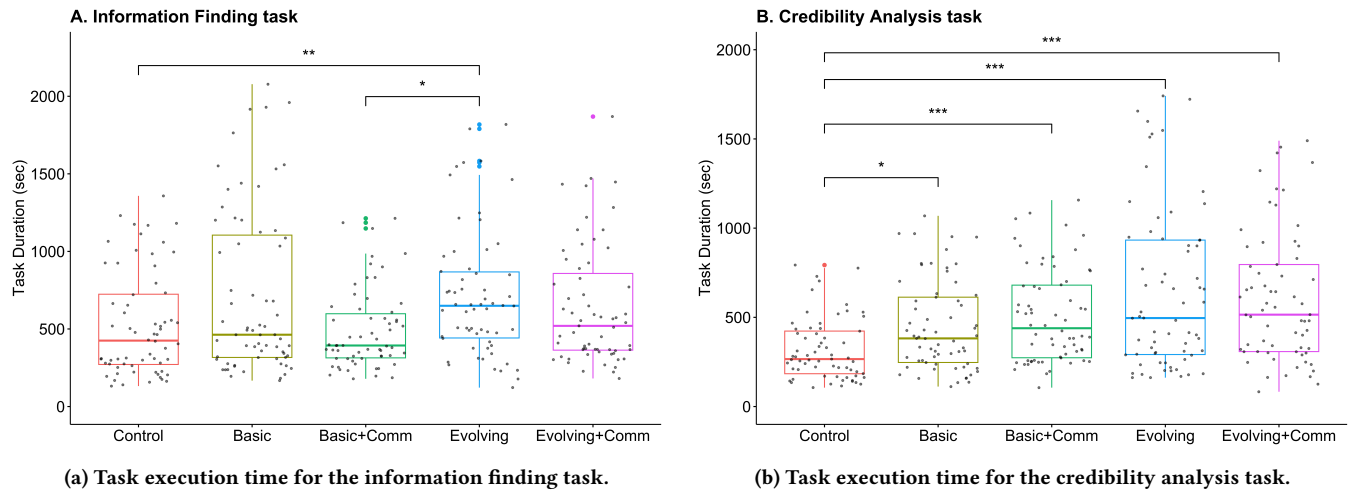 A. Information Finding task
**
*
2000
1500
1000
500
0
Task Duration (sec)
Control Basic Basic+Comm Evolving Evolving+Comm
(a) Task execution time for the information finding task.
B. Credibility Analysis task
***
***
***
*
2000
1500
1000
500
0
Task Duration (sec)
Control Basic Basic+Comm Evolving Evolving+Comm
(b) Task execution time for the credibility analysis task.